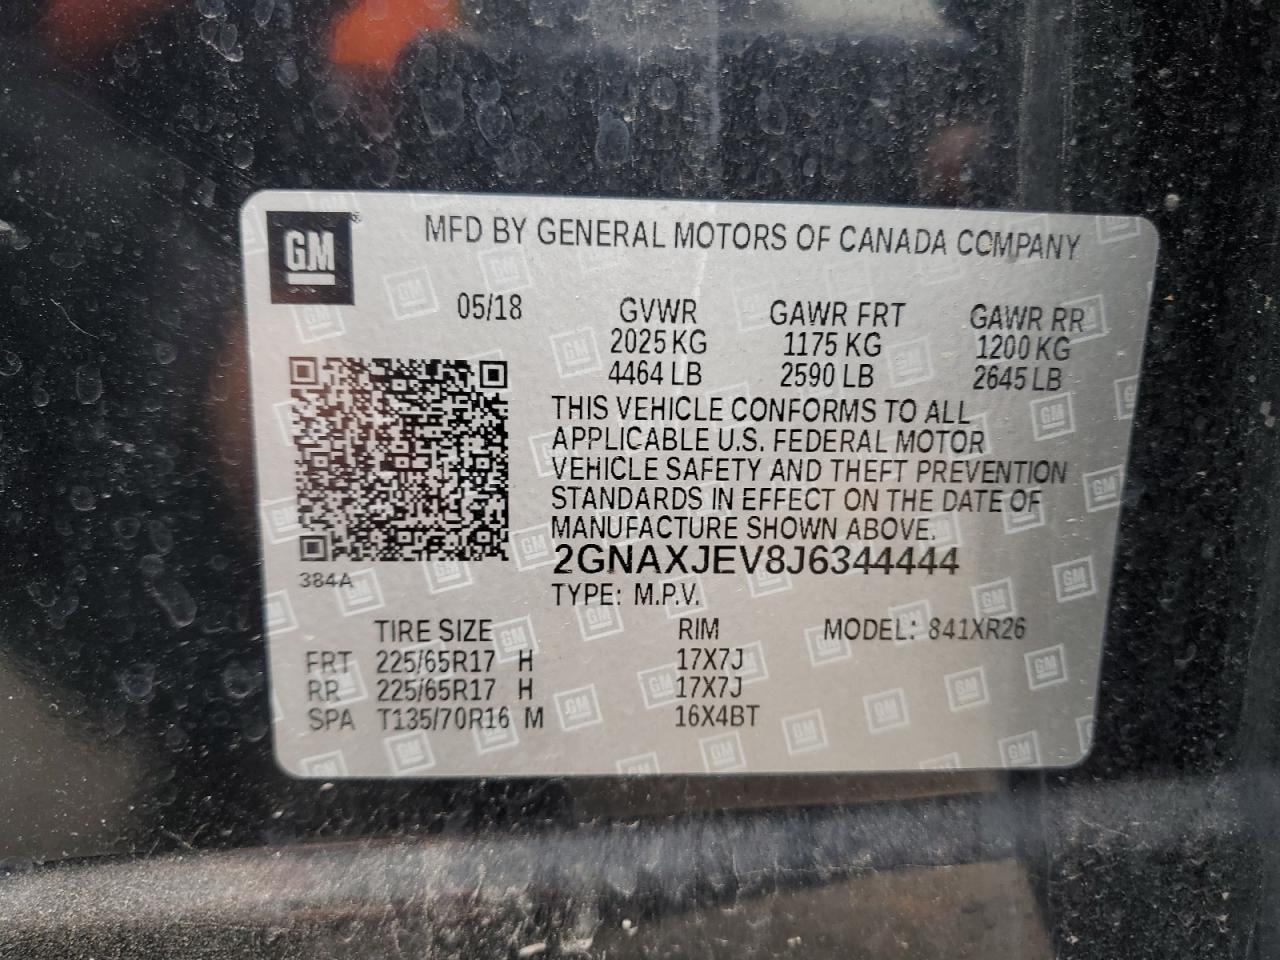 GM
MFD BY GENERAL MOTORS OF CANADA COMPANY
05/18 GVWR GAWR FRT GAWR RR
2025 KG 1175 KG 1200 KG
4464 LB 2590 LB 2645 LB
THIS VEHICLE CONFORMS TO ALL
APPLICABLE U.S. FEDERAL MOTOR
VEHICLE SAFETY AND THEFT PREVENTION
STANDARDS IN EFFECT ON THE DATE OF
MANUFACTURE SHOWN ABOVE.
2GNAXJEV8J6344444
384A
TYPE: M.P.V.
TIRE SIZE RIM MODEL: 841XR26
FRT 225/65R17 H 17X7J
RR 225/65R17 H 17X7J
SPA T135/70R16 M 16X4BT